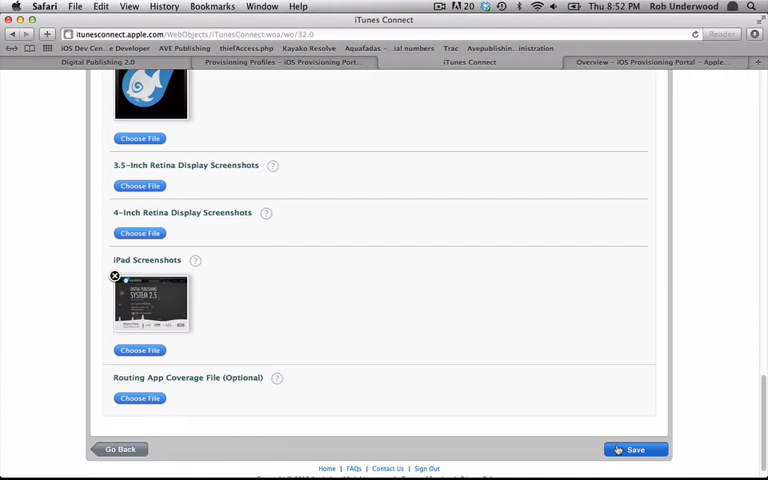 Safari File Edit View History Bookmarks Window Help 20 Thu 8:52 PM Rob Underwood
iTunes Connect
itunesconnect.apple.com/WebObjects/iTunesConnect.woa/wo/32.0 Reader
iOS Dev Cen...e Developer AVE Publishing thiefAccess.php Kayako Resolve Aquafadas ...ial numbers Trac Avepublishin...inistration
Digital Publishing 2.0 Provisioning Profiles – iOS Provisioning Port... iTunes Connect Overview – iOS Provisioning Portal – Apple...
Choose File
3.5-Inch Retina Display Screenshots ?
Choose File
4-Inch Retina Display Screenshots ?
Choose File
iPad Screenshots ?
DIGITAL PUBLISHING
SYSTEM 2.5
Choose File
Routing App Coverage File (Optional) ?
Choose File
Go Back Save
Home FAQs Contact Us Sign Out